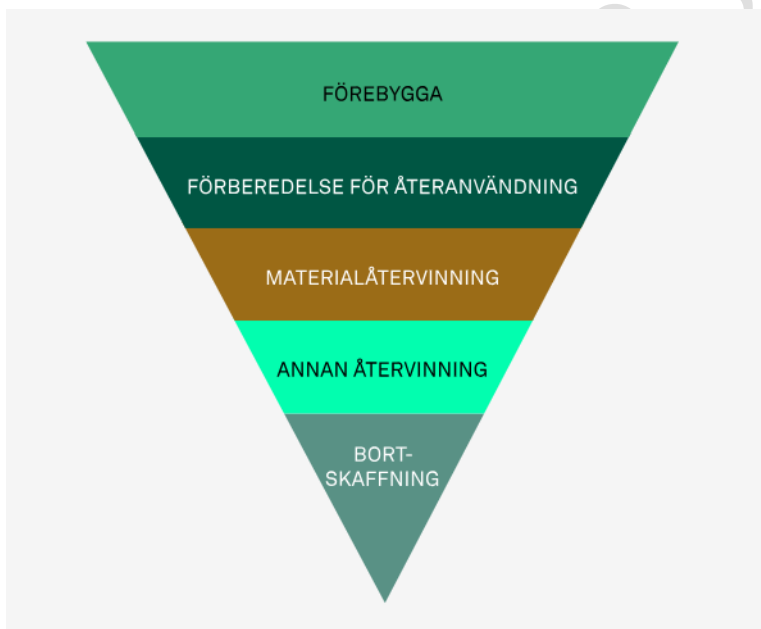 FÖREBYGGA
FÖRBEREDELSE FÖR ÅTERANVÄNDNING
MATERIALÅTERVINNING
ANNAN ÅTERVINNING
BORT-
SKAFFNING